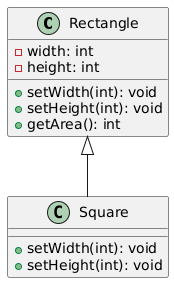 C Rectangle
width: int
height: int
setWidth(int): void
setHeight(int): void
getArea(): int
C Square
setWidth(int): void
setHeight(int): void